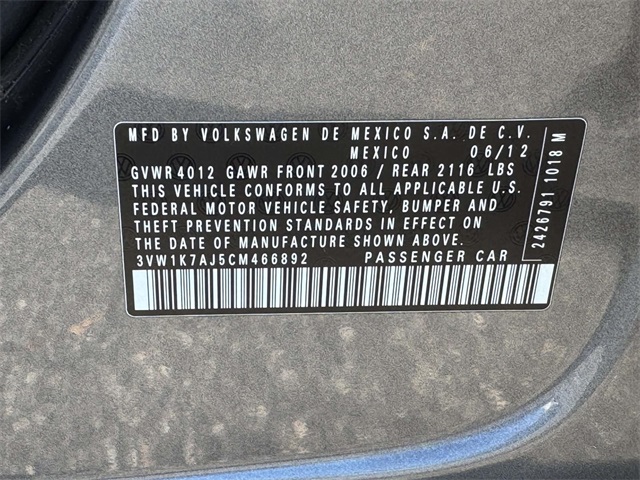 MFD BY VOLKSWAGEN DE MEXICO S.A. DE C.V.
MEXICO 06/12
GVWR 4012 GAWR FRONT 2006 / REAR 2116 LBS
THIS VEHICLE CONFORMS TO ALL APPLICABLE U.S.
FEDERAL MOTOR VEHICLE SAFETY, BUMPER AND
THEFT PREVENTION STANDARDS IN EFFECT ON
THE DATE OF MANUFACTURE SHOWN ABOVE.
3VW1K7AJ5CM466892 PASSENGER CAR
2426791 1018 M